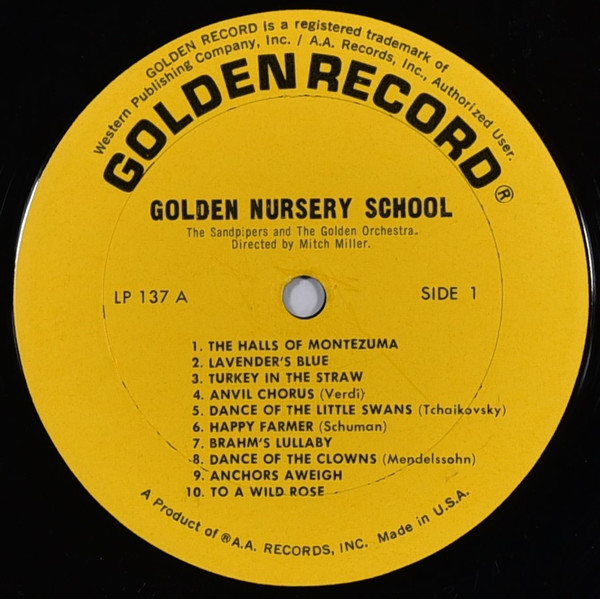 GOLDEN RECORD is a registered trademark of
Western Publishing Company, Inc. / A.A. Records, Inc., Authorized User.
GOLDEN RECORD®
GOLDEN NURSERY SCHOOL
The Sandpipers and The Golden Orchestra.
Directed by Mitch Miller.
LP 137 A
SIDE 1
1. THE HALLS OF MONTEZUMA
2. LAVENDER'S BLUE
3. TURKEY IN THE STRAW
4. ANVIL CHORUS (Verdi)
5. DANCE OF THE LITTLE SWANS (Tchaikovsky)
6. HAPPY FARMER (Schuman)
7. BRAHM'S LULLABY
8. DANCE OF THE CLOWNS (Mendelssohn)
9. ANCHORS AWEIGH
10. TO A WILD ROSE
A Product of ®A.A. RECORDS, INC. Made in U.S.A.